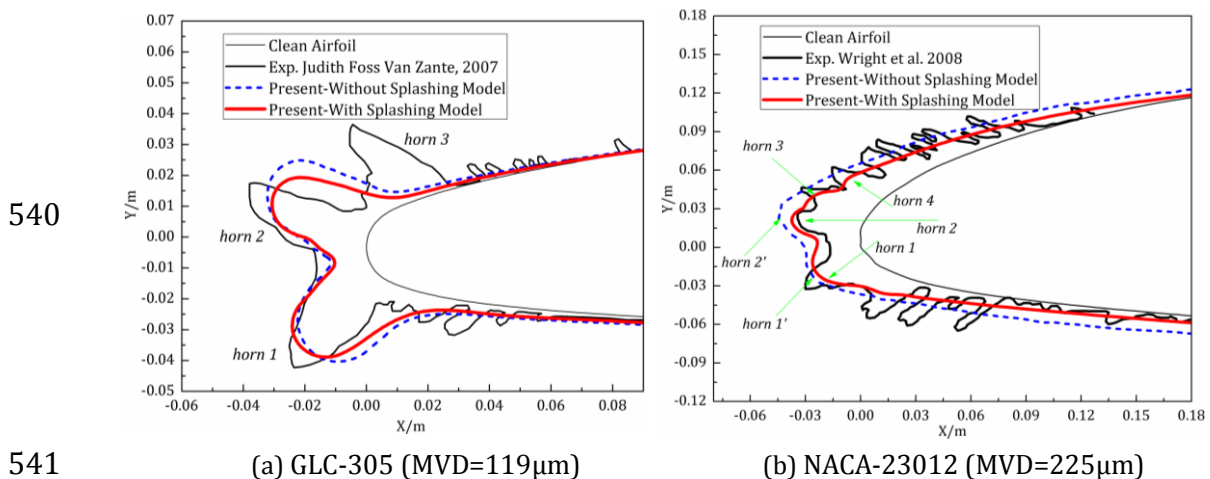 0.07
0.06
0.05
0.04
0.03
0.02
0.01
0.00
-0.01
-0.02
-0.03
-0.04
-0.05
Y/m
-0.06
-0.04
-0.02
0.00
0.02
0.04
0.06
0.08
X/m
Clean Airfoil
Exp. Judith Foss Van Zante, 2007
Present-Without Splashing Model
Present-With Splashing Model
horn 3
horn 2
horn 1
0.18
0.15
0.12
0.09
0.06
0.03
0.00
-0.03
-0.06
-0.09
-0.12
Y/m
-0.06
-0.03
0.00
0.03
0.06
0.09
0.12
0.15
0.18
X/m
Clean Airfoil
Exp. Wright et al. 2008
Present-Without Splashing Model
Present-With Splashing Model
horn 3
horn 4
horn 2
horn 1
horn 2'
horn 1'
540
541
(a) GLC-305 (MVD=119μm)
(b) NACA-23012 (MVD=225μm)